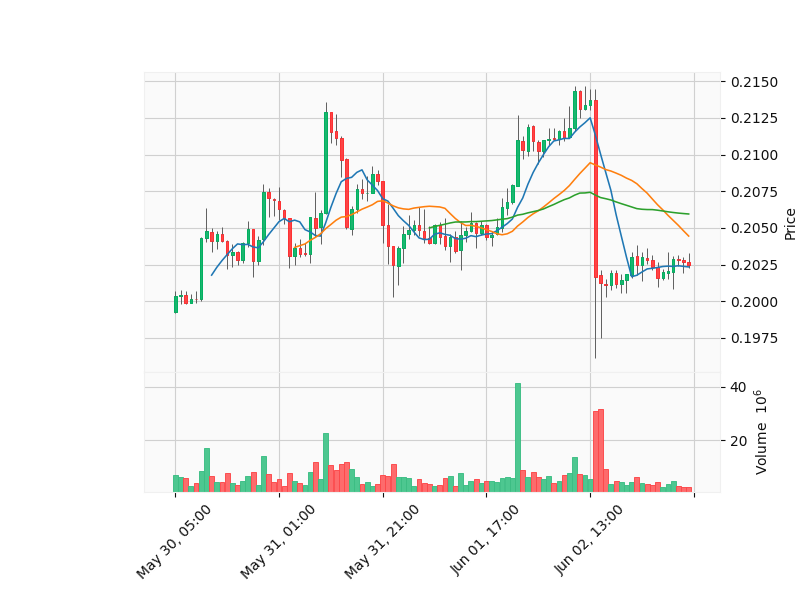 0.2150
0.2125
0.2100
0.2075
0.2050
0.2025
0.2000
0.1975
Price
40
20
Volume 10^6
May 30, 05:00
May 31, 01:00
May 31, 21:00
Jun 01, 17:00
Jun 02, 13:00